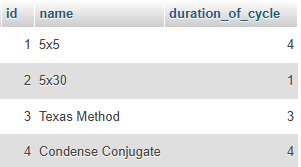 id name duration_of_cycle
1 5x5 4
2 5x30 1
3 Texas Method 3
4 Condense Conjugate 4